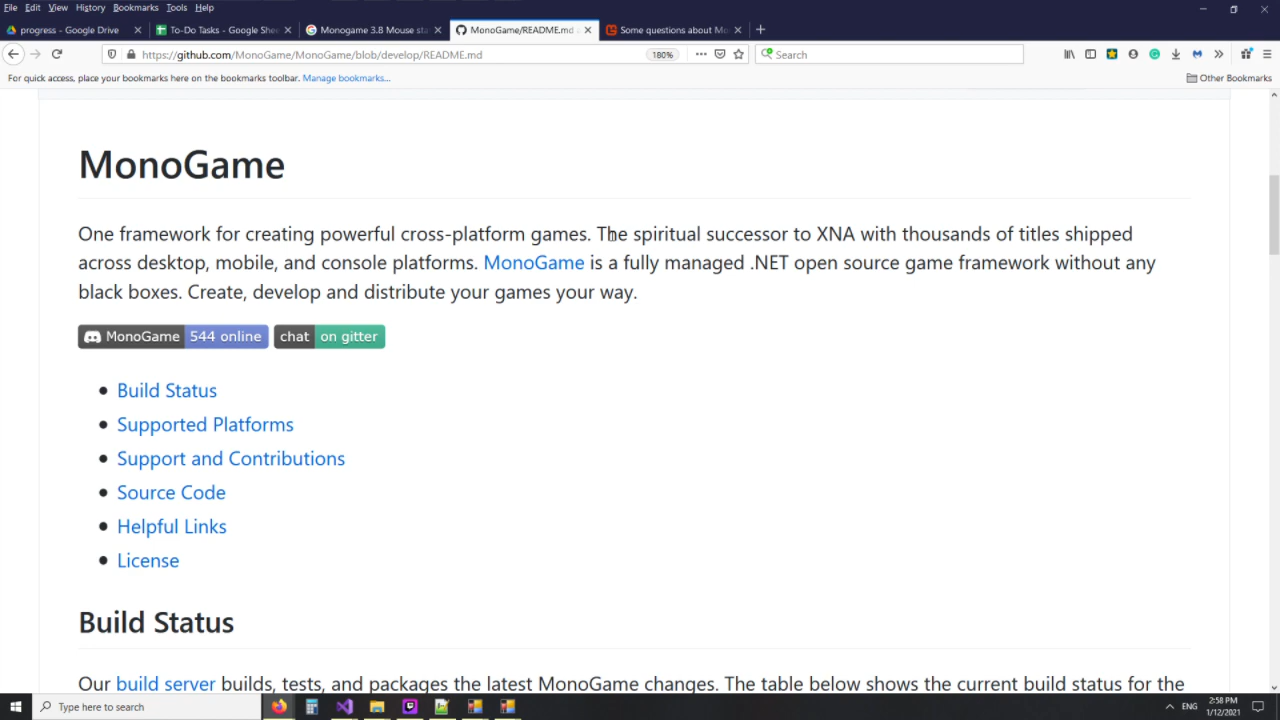 File Edit View History Bookmarks Tools Help
progress - Google Drive
To-Do Tasks - Google She
Monogame 3.8 Mouse sta
MonoGame/README.md
Some questions about Mo
https://github.com/MonoGame/MonoGame/blob/develop/README.md
180%
Search
For quick access, place your bookmarks here on the bookmarks toolbar. Manage bookmarks...
Other Bookmarks
MonoGame
One framework for creating powerful cross-platform games. The spiritual successor to XNA with thousands of titles shipped
across desktop, mobile, and console platforms. MonoGame is a fully managed .NET open source game framework without any
black boxes. Create, develop and distribute your games your way.
MonoGame 544 online chat on gitter
Build Status
Supported Platforms
Support and Contributions
Source Code
Helpful Links
License
Build Status
Our build server builds, tests, and packages the latest MonoGame changes. The table below shows the current build status for the
Type here to search
ENG
2:58 PM
1/12/2021